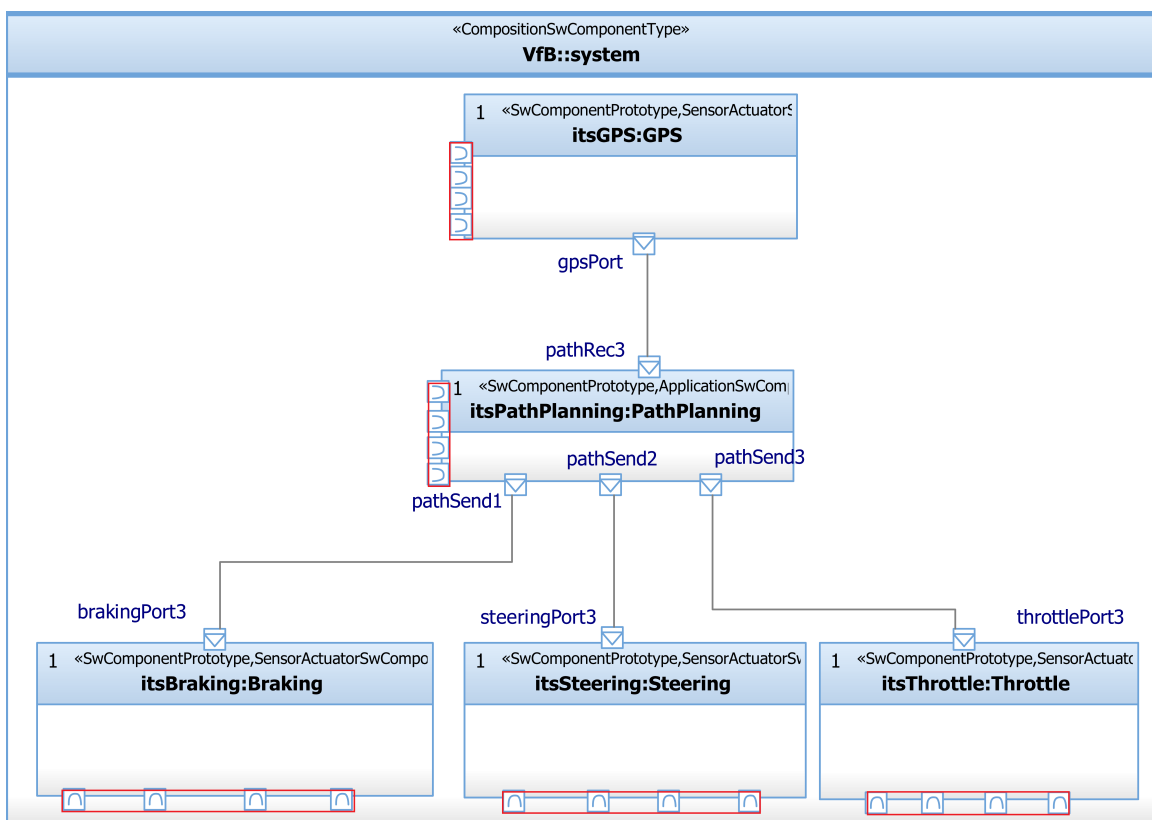 «CompositionSwComponentType»
VfB::system
1 «SwComponentPrototype,SensorActuatorS
itsGPS:GPS
gpsPort
pathRec3
1 «SwComponentPrototype,ApplicationSwComp
itsPathPlanning:PathPlanning
pathSend2
pathSend3
pathSend1
brakingPort3
steeringPort3
throttlePort3
1 «SwComponentPrototype,SensorActuatorSwCompo
itsBraking:Braking
1 «SwComponentPrototype,SensorActuatorSw
itsSteering:Steering
1 «SwComponentPrototype,SensorActuato
itsThrottle:Throttle